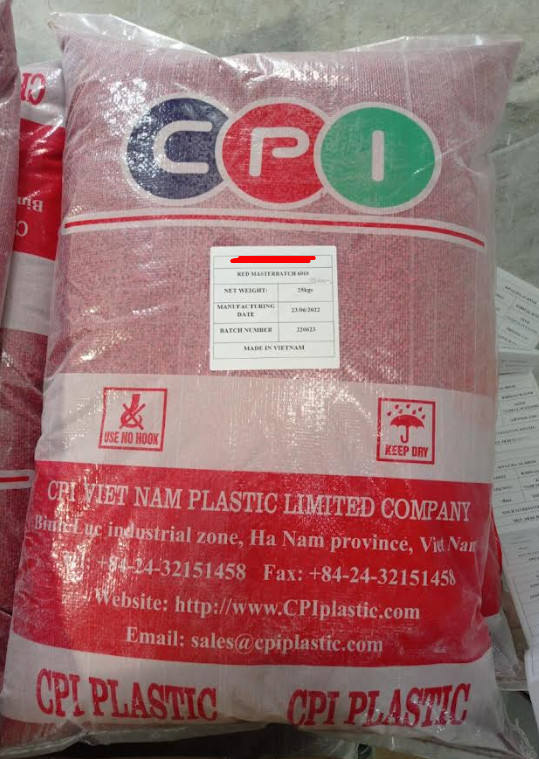 CPI
RED MASTERBATCH 6010
NET WEIGHT: 25kgs
MANUFACTURING DATE 23/06/2022
BATCH NUMBER 220623
MADE IN VIETNAM
USE NO HOOK
KEEP DRY
CPI VIET NAM PLASTIC LIMITED COMPANY
Binh Luc industrial zone, Ha Nam province, Viet Nam
+84-24-32151458 Fax: +84-24-32151458
Website: http://www.CPIplastic.com
Email: sales@cpiplastic.com
CPI PLASTIC CPI PLASTIC